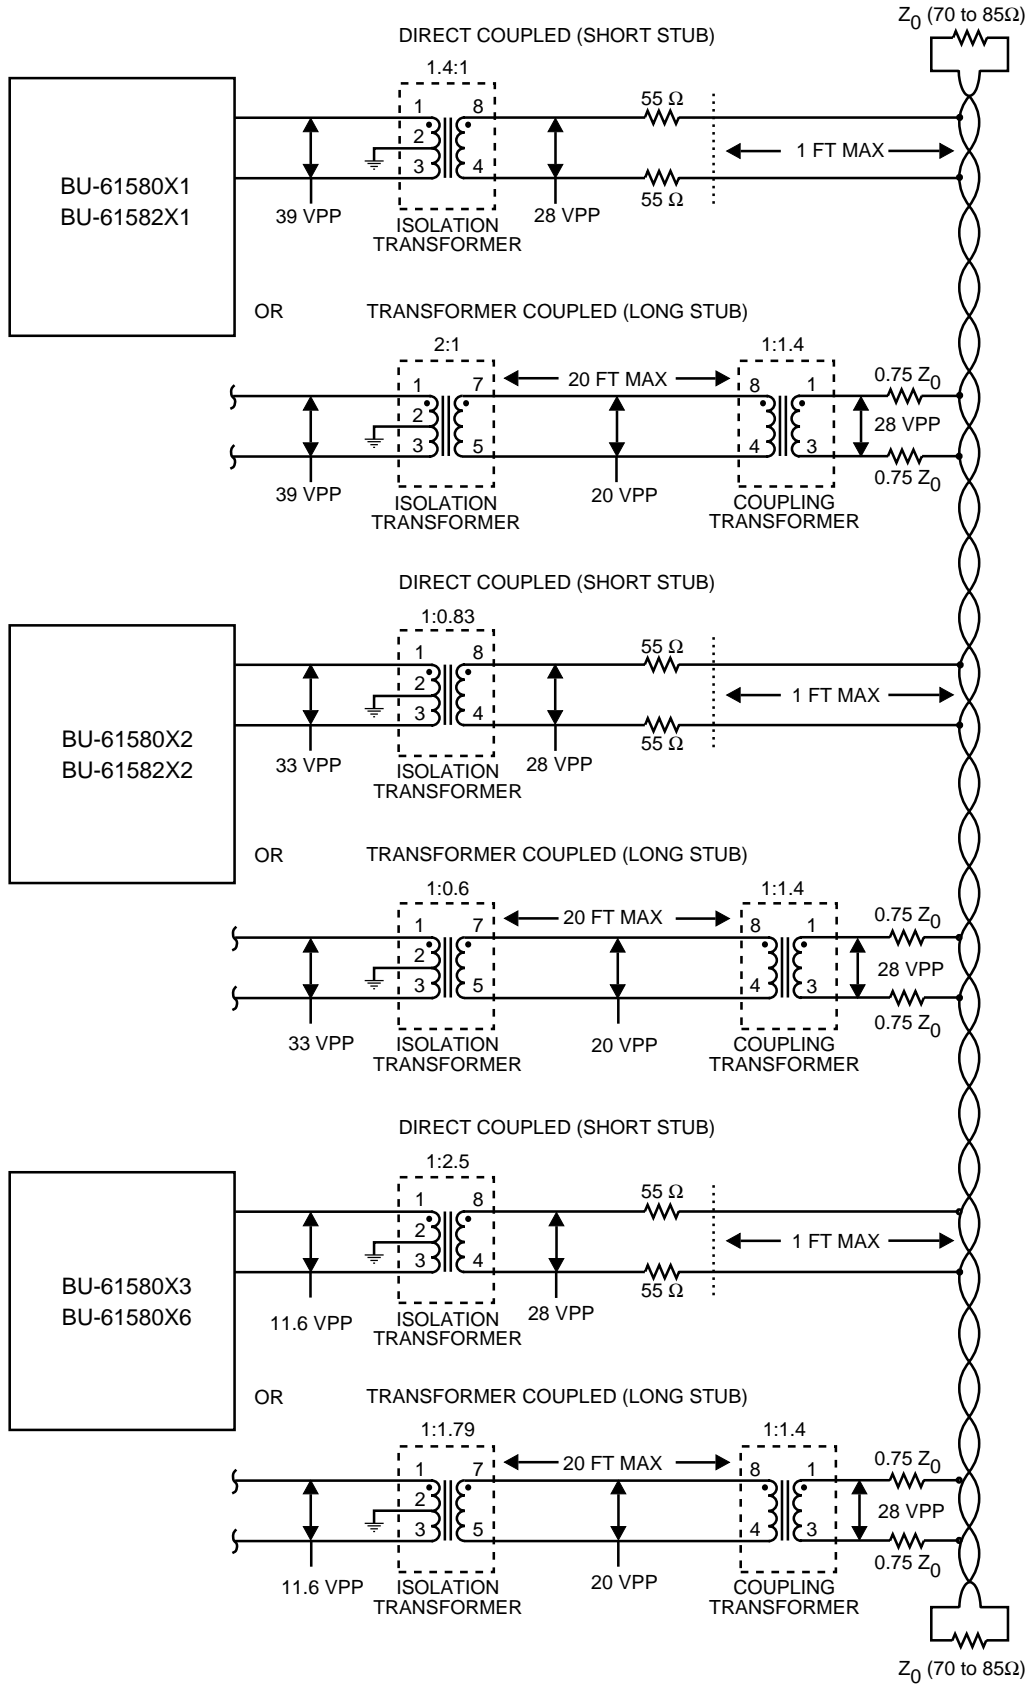 Z0 (70 to 85Ω)
DIRECT COUPLED (SHORT STUB)
1.4:1
BU-61580X1
BU-61582X1
1
2
3
8
4
39 VPP
ISOLATION
TRANSFORMER
28 VPP
55 Ω
55 Ω
1 FT MAX
OR
TRANSFORMER COUPLED (LONG STUB)
2:1
1
2
3
7
5
39 VPP
ISOLATION
TRANSFORMER
20 FT MAX
20 VPP
1:1.4
8
4
1
3
COUPLING
TRANSFORMER
0.75 Z0
28 VPP
0.75 Z0
DIRECT COUPLED (SHORT STUB)
1:0.83
BU-61580X2
BU-61582X2
1
2
3
8
4
33 VPP
ISOLATION
TRANSFORMER
28 VPP
55 Ω
55 Ω
1 FT MAX
OR
TRANSFORMER COUPLED (LONG STUB)
1:0.6
1
2
3
7
5
33 VPP
ISOLATION
TRANSFORMER
20 FT MAX
20 VPP
1:1.4
8
4
1
3
COUPLING
TRANSFORMER
0.75 Z0
28 VPP
0.75 Z0
DIRECT COUPLED (SHORT STUB)
1:2.5
BU-61580X3
BU-61580X6
1
2
3
8
4
11.6 VPP
ISOLATION
TRANSFORMER
28 VPP
55 Ω
55 Ω
1 FT MAX
OR
TRANSFORMER COUPLED (LONG STUB)
1:1.79
1
2
3
7
5
11.6 VPP
ISOLATION
TRANSFORMER
20 FT MAX
20 VPP
1:1.4
8
4
1
3
COUPLING
TRANSFORMER
0.75 Z0
28 VPP
0.75 Z0
Z0 (70 to 85Ω)